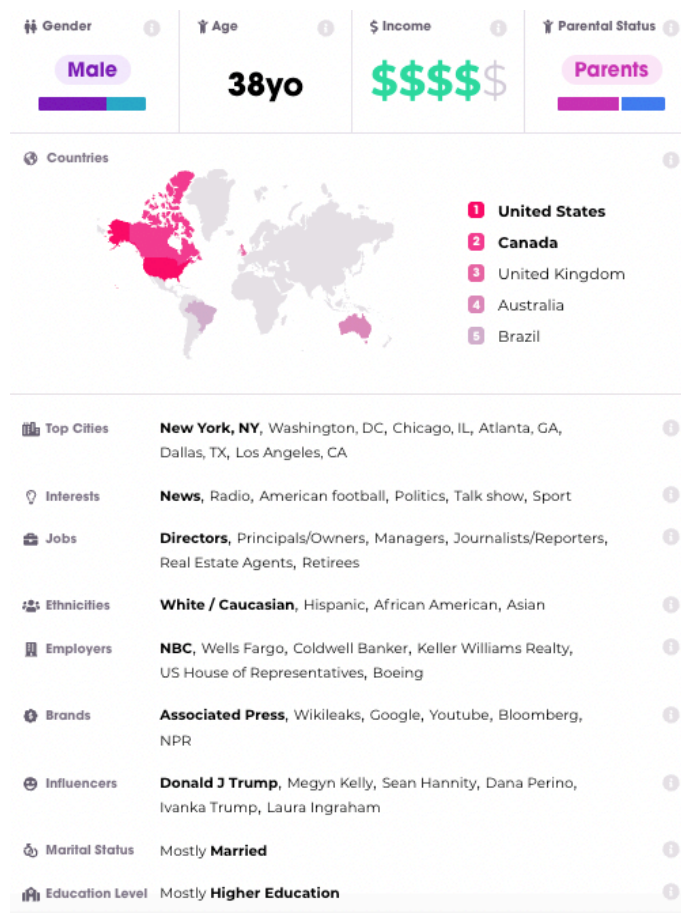 Gender
Age
$ Income
Parental Status
Male
38yo
$$$$$
Parents
Countries
1 United States
2 Canada
3 United Kingdom
4 Australia
5 Brazil
Top Cities New York, NY, Washington, DC, Chicago, IL, Atlanta, GA,
Dallas, TX, Los Angeles, CA
Interests News, Radio, American football, Politics, Talk show, Sport
Jobs Directors, Principals/Owners, Managers, Journalists/Reporters,
Real Estate Agents, Retirees
Ethnicities White / Caucasian, Hispanic, African American, Asian
Employers NBC, Wells Fargo, Coldwell Banker, Keller Williams Realty,
US House of Representatives, Boeing
Brands Associated Press, Wikileaks, Google, Youtube, Bloomberg,
NPR
Influencers Donald J Trump, Megyn Kelly, Sean Hannity, Dana Perino,
Ivanka Trump, Laura Ingraham
Marital Status Mostly Married
Education Level Mostly Higher Education